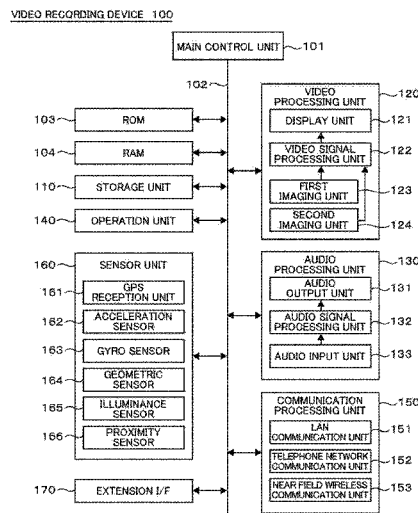 VIDEO RECORDING DEVICE 100
MAIN CONTROL UNIT
101
102
103
ROM
104
RAM
110
STORAGE UNIT
140
OPERATION UNIT
160
SENSOR UNIT
161
GPS
RECEPTION UNIT
162
ACCELERATION
SENSOR
163
GYRO SENSOR
164
GEOMETRIC
SENSOR
165
ILLUMINANCE
SENSOR
166
PROXIMITY
SENSOR
170
EXTENSION I/F
VIDEO
PROCESSING UNIT
120
DISPLAY UNIT
121
VIDEO SIGNAL
PROCESSING UNIT
122
FIRST
IMAGING UNIT
123
SECOND
IMAGING UNIT
124
AUDIO
PROCESSING UNIT
130
AUDIO
OUTPUT UNIT
131
AUDIO SIGNAL
PROCESSING UNIT
132
AUDIO INPUT UNIT
133
COMMUNICATION
PROCESSING UNIT
150
LAN
COMMUNICATION UNIT
151
TELEPHONE NETWORK
COMMUNICATION UNIT
152
NEAR FIELD WIRELESS
COMMUNICATION UNIT
153